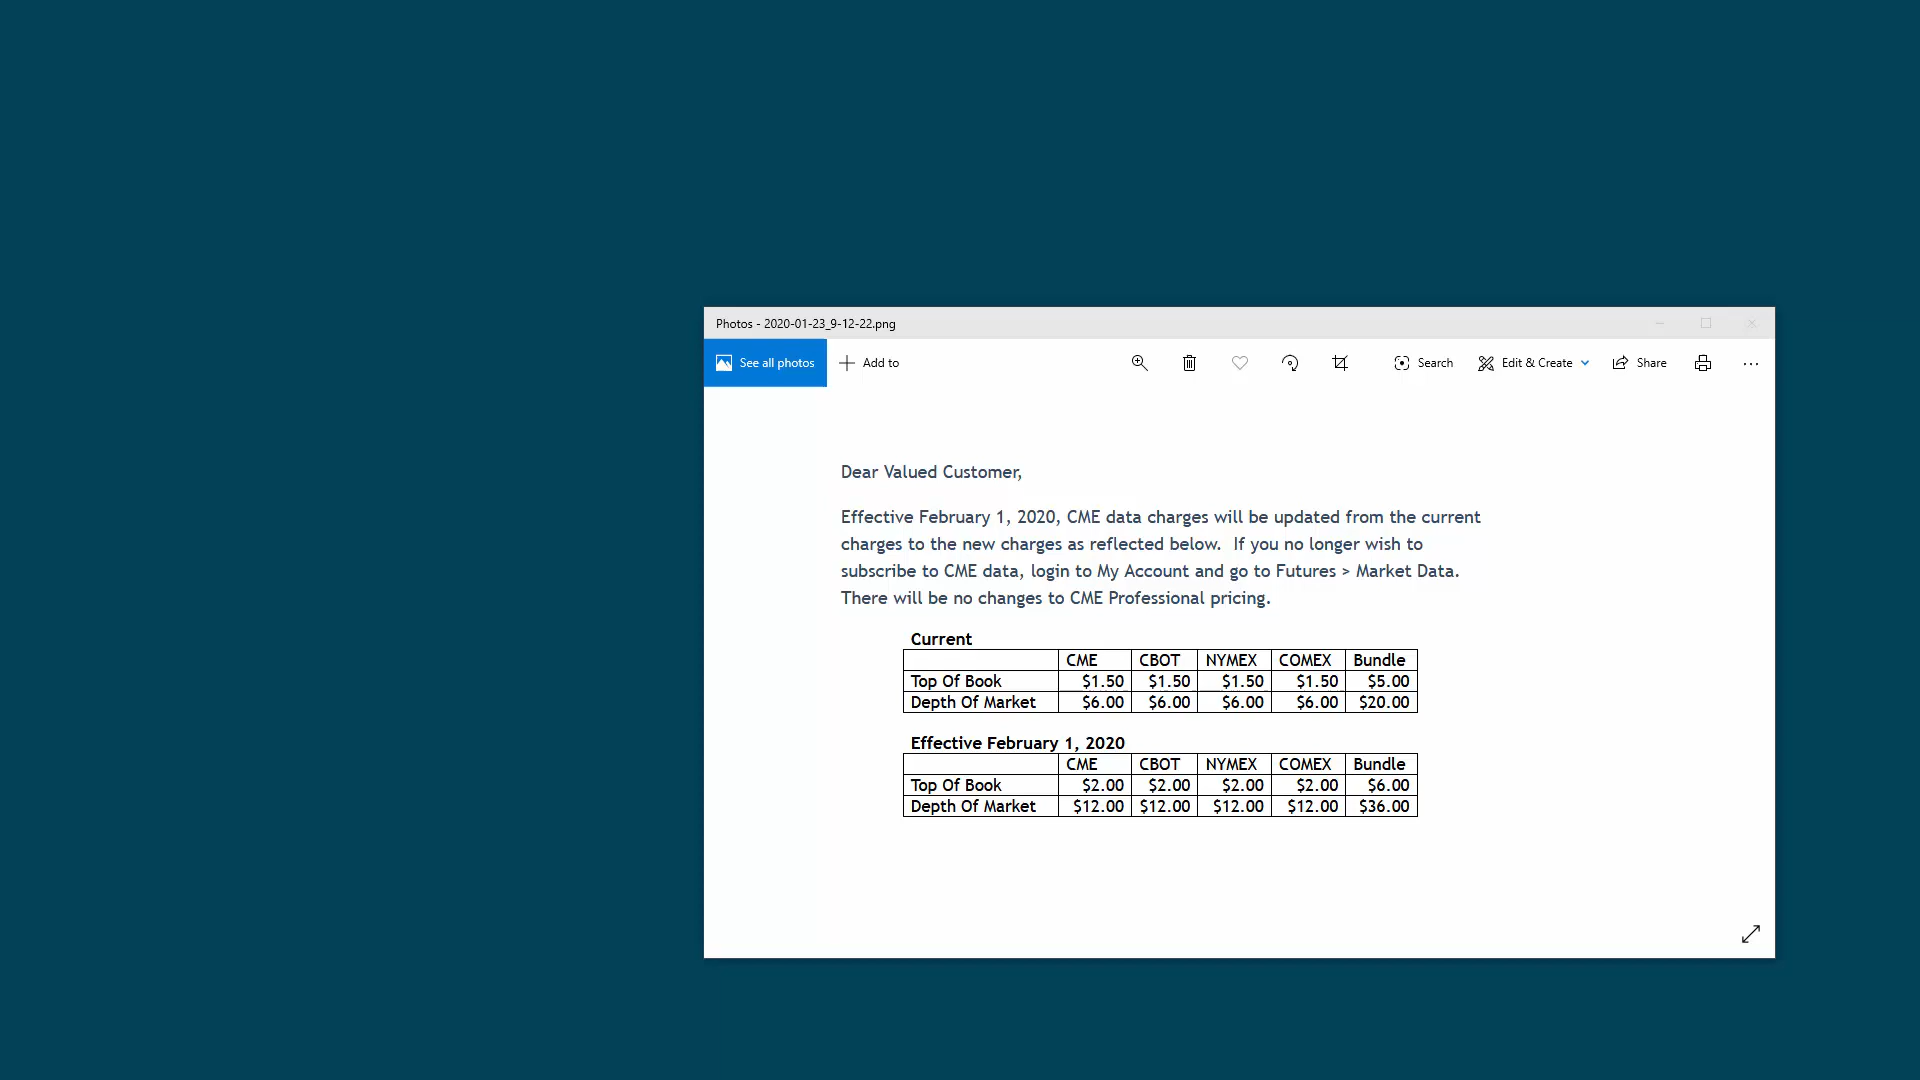 Photos - 2020-01-23_9-12-22.png
See all photos Add to Search Edit & Create Share
Dear Valued Customer,
Effective February 1, 2020, CME data charges will be updated from the current
charges to the new charges as reflected below.  If you no longer wish to
subscribe to CME data, login to My Account and go to Futures > Market Data.
There will be no changes to CME Professional pricing.
Current
CME CBOT NYMEX COMEX Bundle
Top Of Book $1.50 $1.50 $1.50 $1.50 $5.00
Depth Of Market $6.00 $6.00 $6.00 $6.00 $20.00
Effective February 1, 2020
CME CBOT NYMEX COMEX Bundle
Top Of Book $2.00 $2.00 $2.00 $2.00 $6.00
Depth Of Market $12.00 $12.00 $12.00 $12.00 $36.00